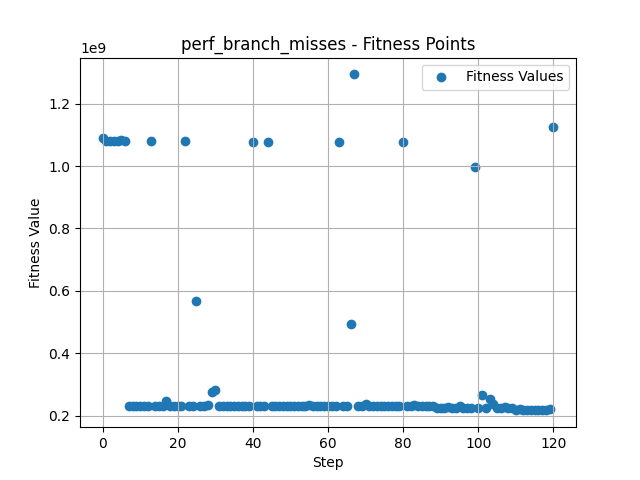 perf_branch_misses - Fitness Points
1e9
Fitness Values
1.2
1.0
0.8
0.6
0.4
0.2
Fitness Value
0 20 40 60 80 100 120
Step